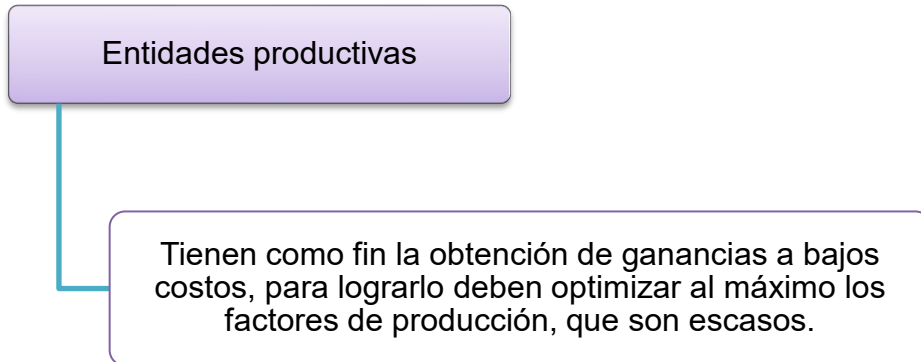 Entidades productivas
Tienen como fin la obtención de ganancias a bajos
costos, para lograrlo deben optimizar al máximo los
factores de producción, que son escasos.